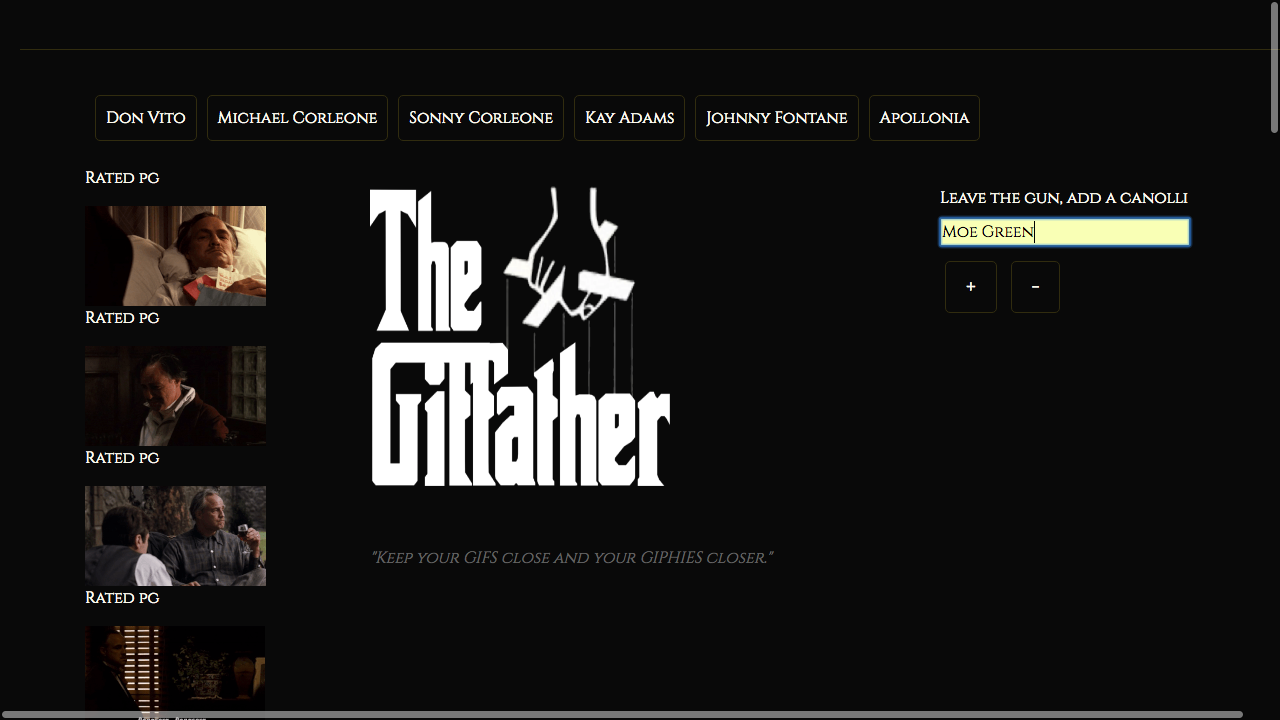 Don Vito
Michael Corleone
Sonny Corleone
Kay Adams
Johnny Fontane
Apollonia
Rated pg
Rated pg
Rated pg
Rated pg
The
Giffather
"Keep your GIFS close and your GIPHIES closer."
Leave the gun, add a canolli
Moe Green
+
-